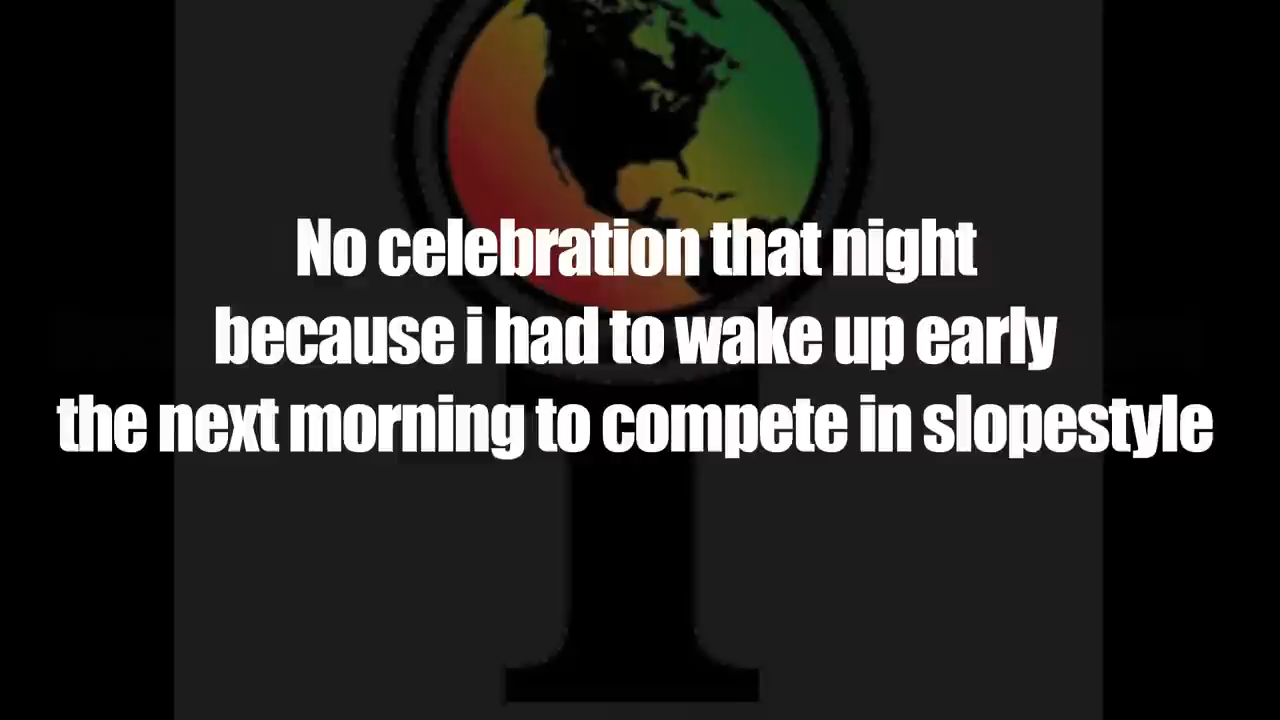 No celebration that night
because i had to wake up early
the next morning to compete in slopestyle